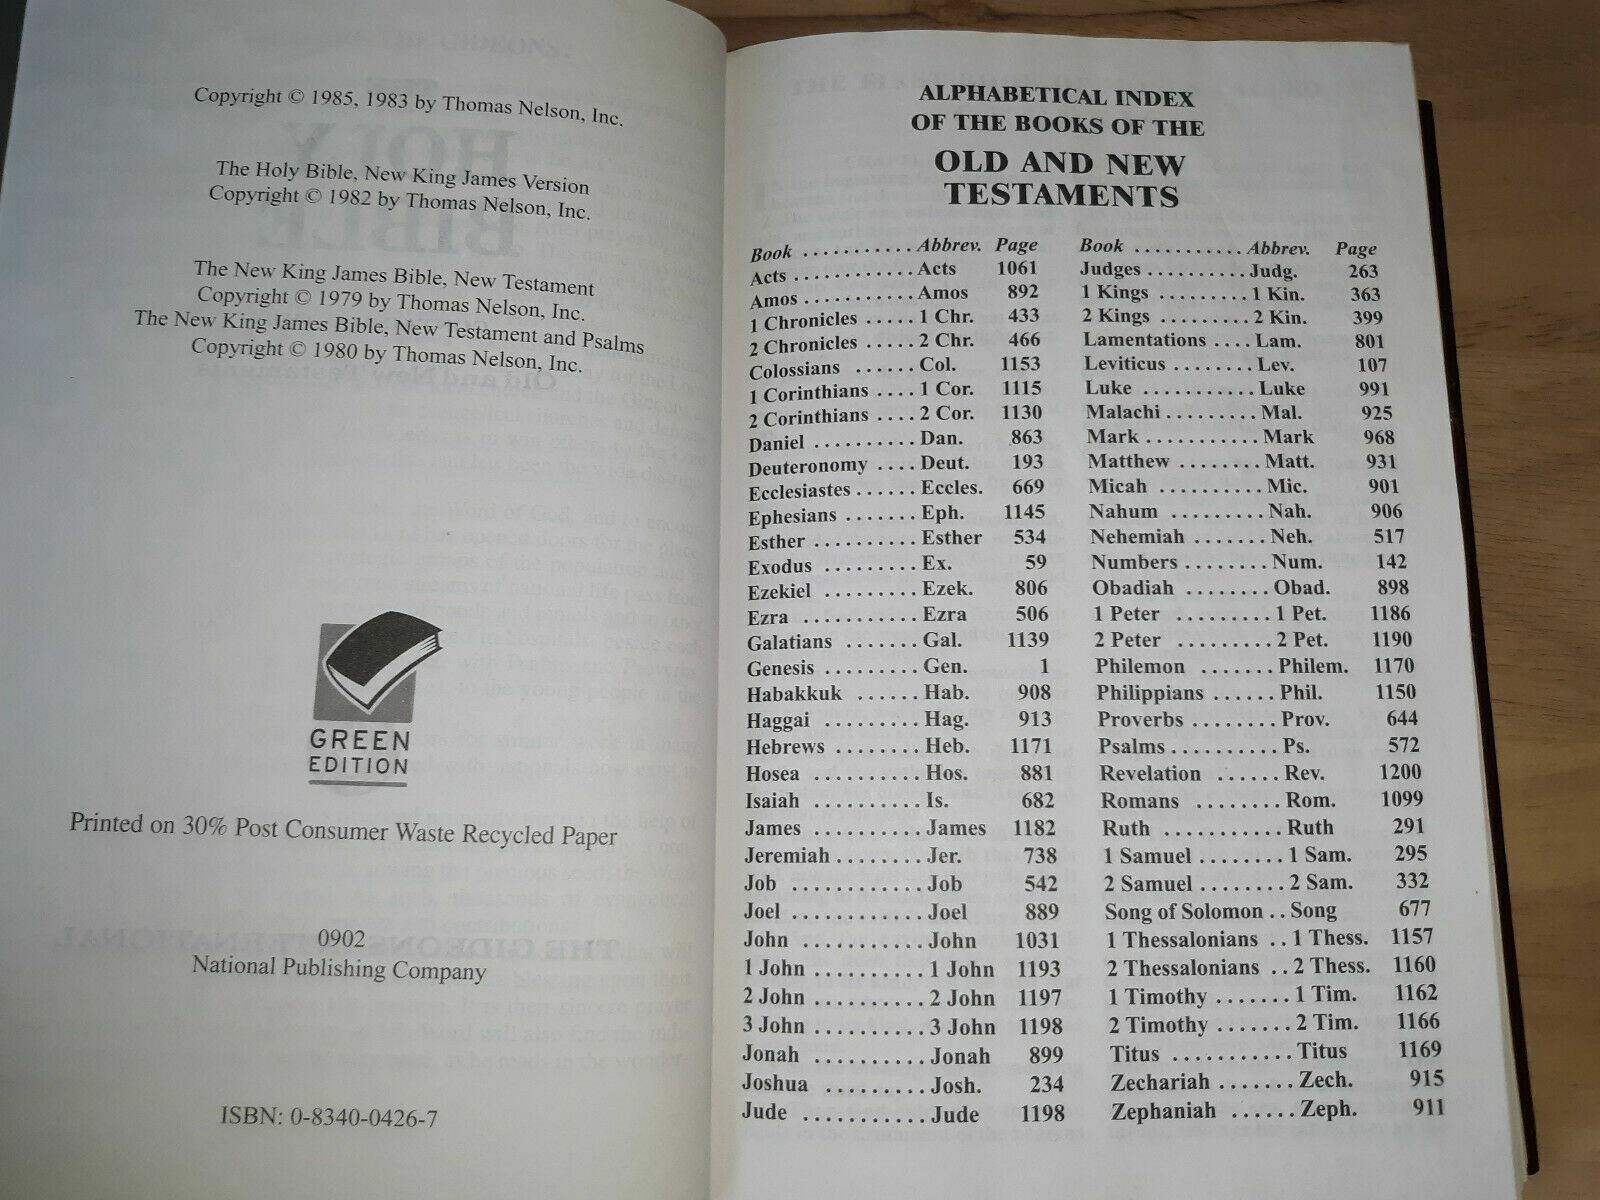 Copyright © 1985, 1983 by Thomas Nelson, Inc.
The Holy Bible, New King James Version
Copyright © 1982 by Thomas Nelson, Inc.
The New King James Bible, New Testament
Copyright © 1979 by Thomas Nelson, Inc.
The New King James Bible, New Testament and Psalms
Copyright © 1980 by Thomas Nelson, Inc.
GREEN
EDITION
Printed on 30% Post Consumer Waste Recycled Paper
0902
National Publishing Company
ISBN: 0-8340-0426-7
ALPHABETICAL INDEX
OF THE BOOKS OF THE
OLD AND NEW
TESTAMENTS
Book ........... Abbrev. Page
Acts ............ Acts 1061
Amos ........... Amos 892
1 Chronicles ..... 1 Chr. 433
2 Chronicles ..... 2 Chr. 466
Colossians ...... Col. 1153
1 Corinthians .... 1 Cor. 1115
2 Corinthians .... 2 Cor. 1130
Daniel .......... Dan. 863
Deuteronomy .... Deut. 193
Ecclesiastes ...... Eccles. 669
Ephesians ....... Eph. 1145
Esther .......... Esther 534
Exodus ......... Ex. 59
Ezekiel ......... Ezek. 806
Ezra ........... Ezra 506
Galatians ....... Gal. 1139
Genesis ......... Gen. 1
Habakkuk ...... Hab. 908
Haggai ......... Hag. 913
Hebrews ........ Heb. 1171
Hosea .......... Hos. 881
Isaiah .......... Is. 682
James .......... James 1182
Jeremiah ........ Jer. 738
Job ............ Job 542
Joel ............ Joel 889
John ........... John 1031
1 John .......... 1 John 1193
2 John .......... 2 John 1197
3 John .......... 3 John 1198
Jonah .......... Jonah 899
Joshua ......... Josh. 234
Jude ........... Jude 1198
Book ........... Abbrev. Page
Judges .......... Judg. 263
1 Kings ......... 1 Kin. 363
2 Kings ......... 2 Kin. 399
Lamentations .... Lam. 801
Leviticus ........ Lev. 107
Luke ........... Luke 991
Malachi ......... Mal. 925
Mark ........... Mark 968
Matthew ........ Matt. 931
Micah .......... Mic. 901
Nahum ......... Nah. 906
Nehemiah ....... Neh. 517
Numbers ........ Num. 142
Obadiah ........ Obad. 898
1 Peter ......... 1 Pet. 1186
2 Peter ......... 2 Pet. 1190
Philemon ....... Philem. 1170
Philippians ...... Phil. 1150
Proverbs ........ Prov. 644
Psalms .......... Ps. 572
Revelation ...... Rev. 1200
Romans ........ Rom. 1099
Ruth ........... Ruth 291
1 Samuel ........ 1 Sam. 295
2 Samuel ........ 2 Sam. 332
Song of Solomon .. Song 677
1 Thessalonians .. 1 Thess. 1157
2 Thessalonians .. 2 Thess. 1160
1 Timothy ....... 1 Tim. 1162
2 Timothy ....... 2 Tim. 1166
Titus ........... Titus 1169
Zechariah ....... Zech. 915
Zephaniah ...... Zeph. 911